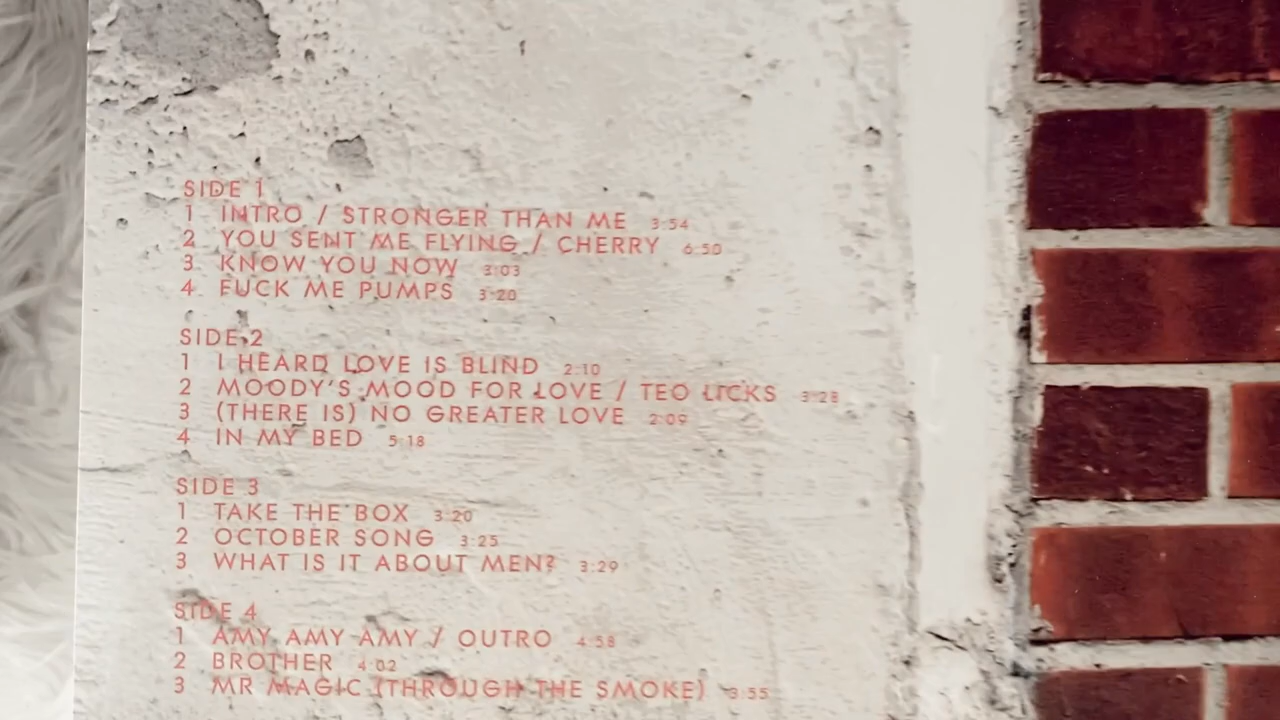 SIDE 1
1 INTRO / STRONGER THAN ME 3:54
2 YOU SENT ME FLYING / CHERRY 6:50
3 KNOW YOU NOW 3:03
4 FUCK ME PUMPS 3:20
SIDE 2
1 I HEARD LOVE IS BLIND 2:10
2 MOODY'S MOOD FOR LOVE / TEO LICKS 3:28
3 (THERE IS) NO GREATER LOVE 2:09
4 IN MY BED 5:18
SIDE 3
1 TAKE THE BOX 3:20
2 OCTOBER SONG 3:25
3 WHAT IS IT ABOUT MEN? 3:29
SIDE 4
1 AMY AMY AMY / OUTRO 4:58
2 BROTHER 4:02
3 MR MAGIC (THROUGH THE SMOKE) 3:55